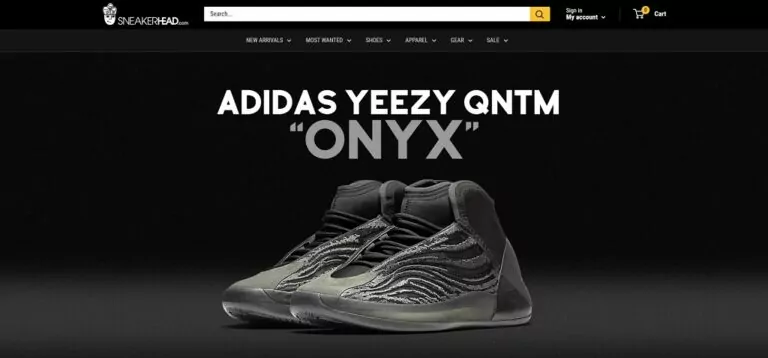 SNEAKERHEAD.com
Search...
Sign in
My account
0
Cart
NEW ARRIVALS
MOST WANTED
SHOES
APPAREL
GEAR
SALE
ADIDAS YEEZY QNTM
“ONYX”